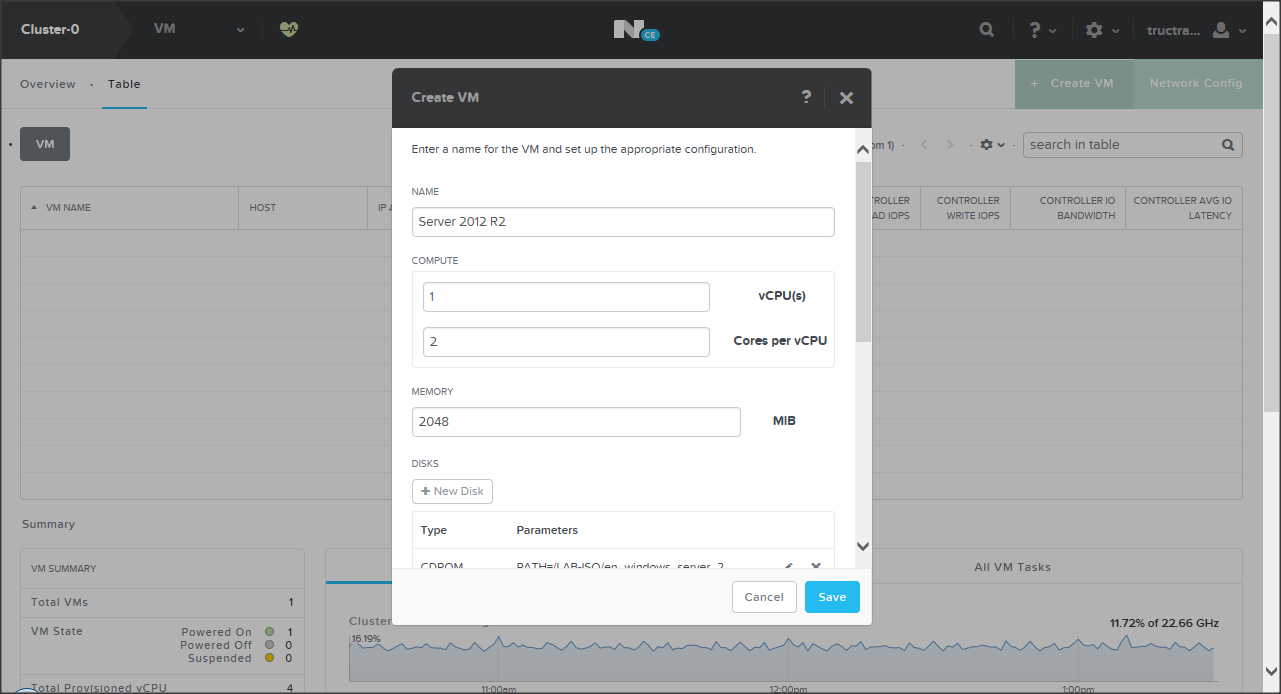 Cluster-0 VM CE ? tructra...
Overview · Table + Create VM Network Config
Create VM ?
VM
om 1) · search in table
Enter a name for the VM and set up the appropriate configuration.
VM NAME HOST IP A
CONTROLLER WRITE IOPS
CONTROLLER IO BANDWIDTH
CONTROLLER AVG IO LATENCY
NAME
Server 2012 R2
COMPUTE
1 vCPU(s)
2 Cores per vCPU
MEMORY
2048 MiB
DISKS
+ New Disk
Type Parameters
CDROM PATH=/LAB-ISO/en_windows_server_2
Cancel Save
Summary
VM SUMMARY
Total VMs 1
VM State Powered On 1
Powered Off 0
Suspended 0
Total Provisioned vCPU 4
All VM Tasks
Cluster
11.72% of 22.66 GHz
16.19%
11:00am 12:00pm 1:00pm